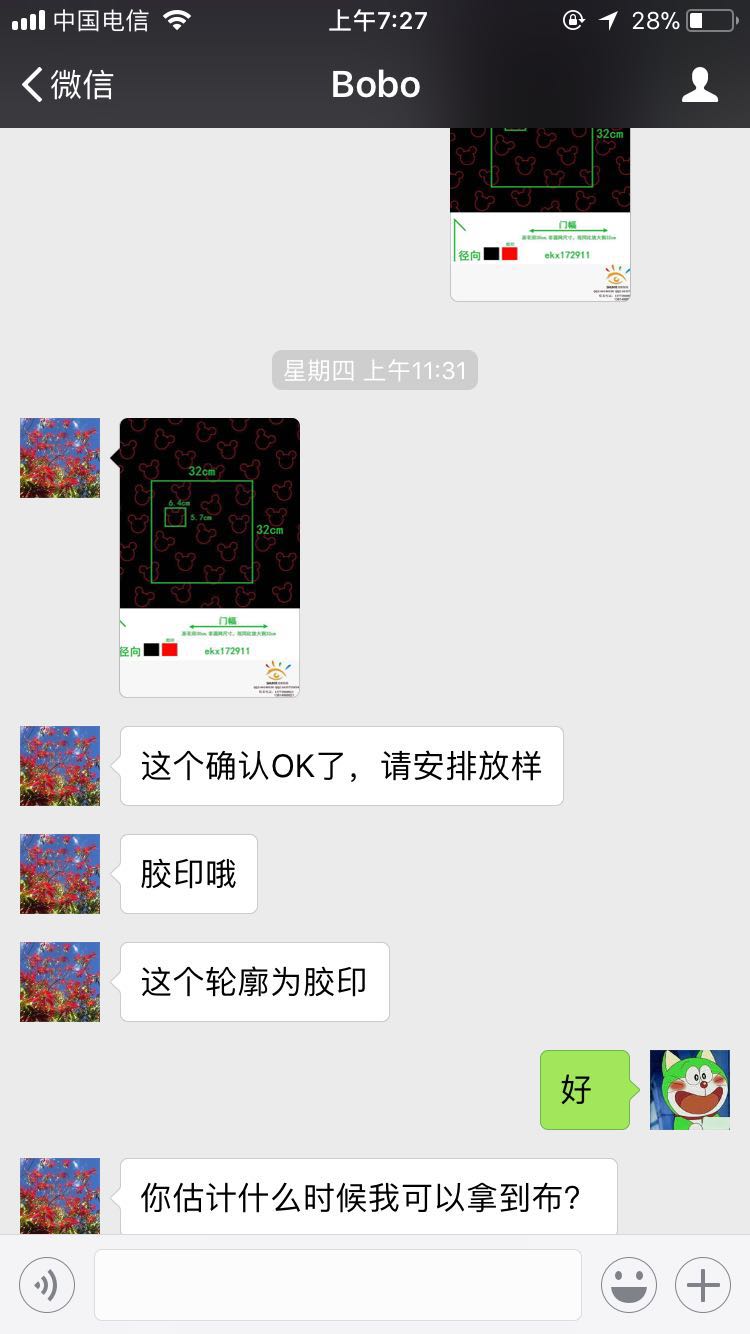 中国电信
上午7:27
28%
微信
Bobo
32cm
门幅
径向
ekx172911
星期四 上午11:31
32cm
6.4cm
5.7cm
32cm
门幅
径向
ekx172911
这个确认OK了，请安排放样
胶印哦
这个轮廓为胶印
好
你估计什么时候我可以拿到布?